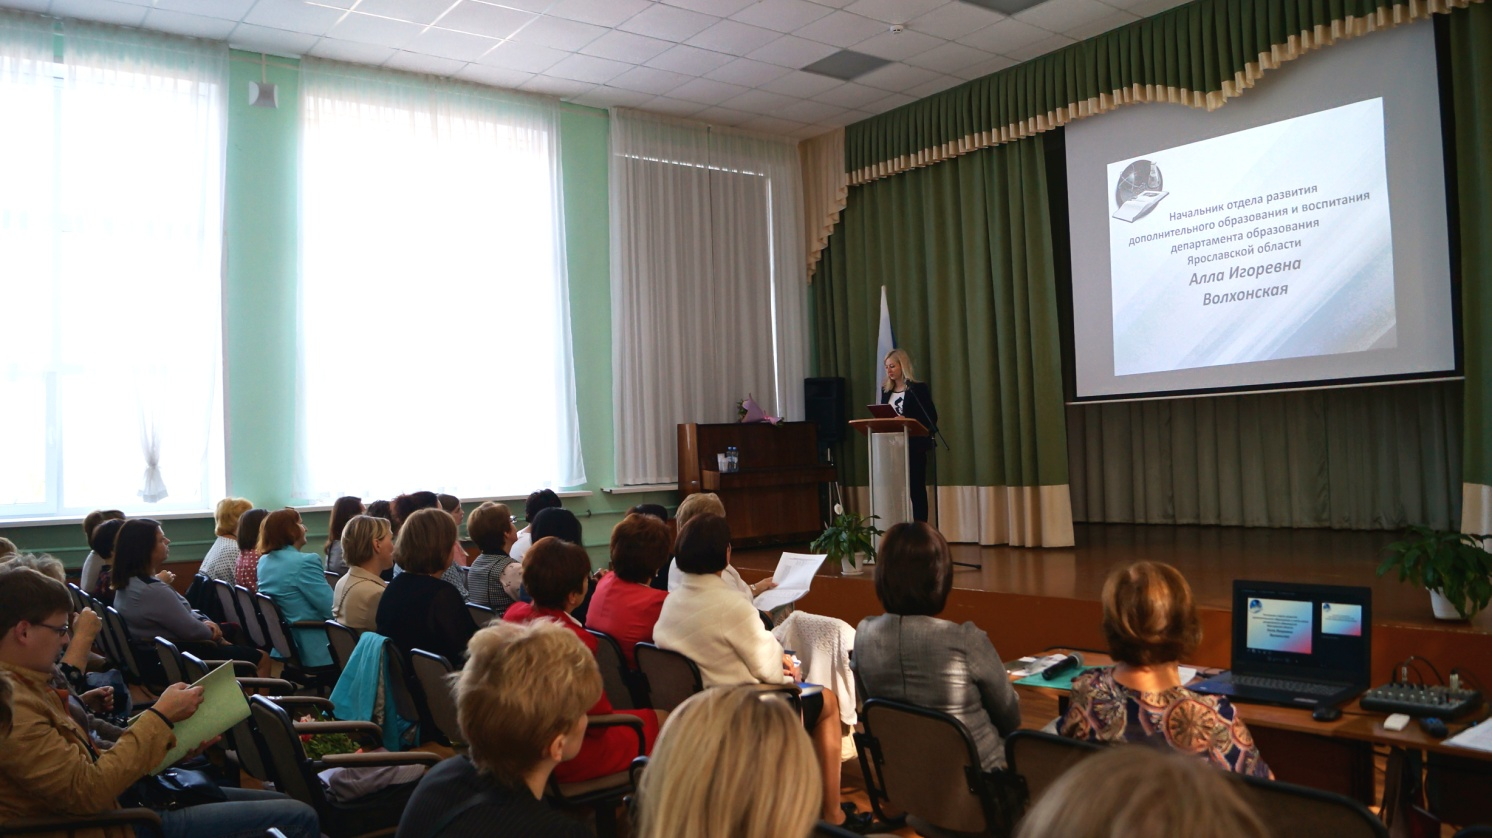 Начальник отдела развития
дополнительного образования и воспитания
департамента образования
Ярославской области
Алла Игоревна
Волхонская